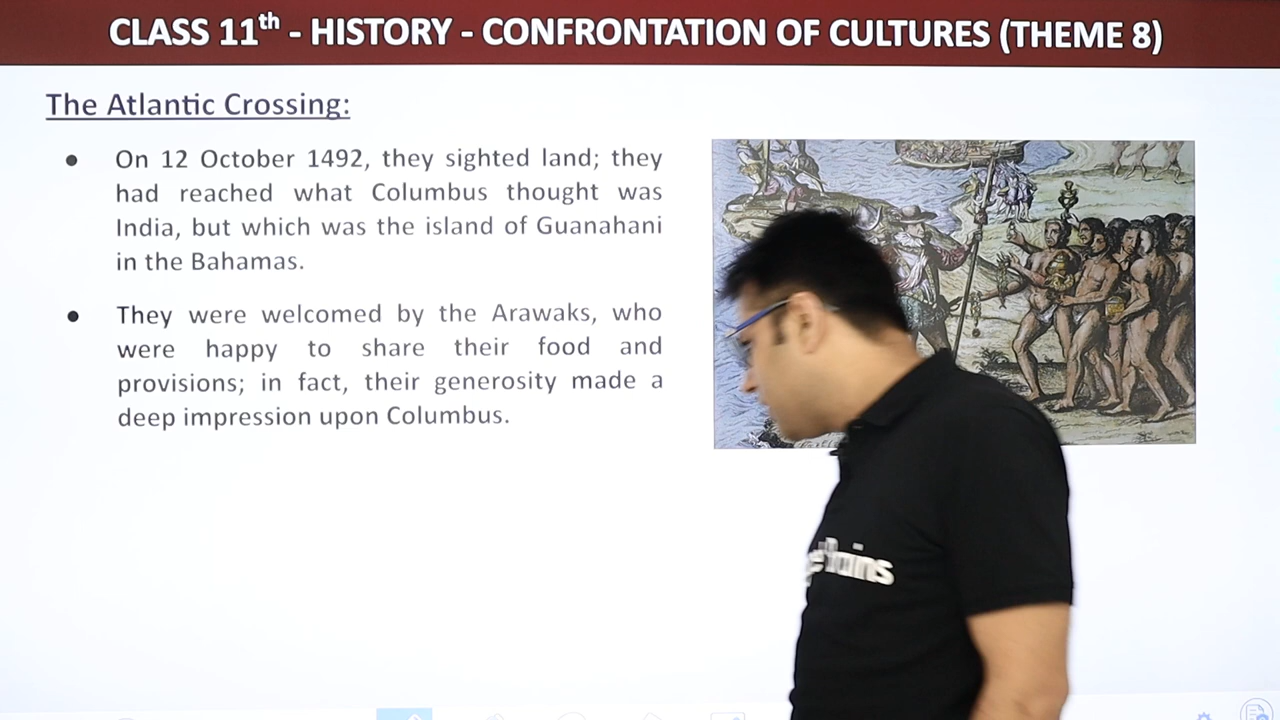 CLASS 11th - HISTORY - CONFRONTATION OF CULTURES (THEME 8)
The Atlantic Crossing:
● On 12 October 1492, they sighted land; they
had reached what Columbus thought was
India, but which was the island of Guanahani
in the Bahamas.
● They were welcomed by the Arawaks, who
were happy to share their food and
provisions; in fact, their generosity made a
deep impression upon Columbus.